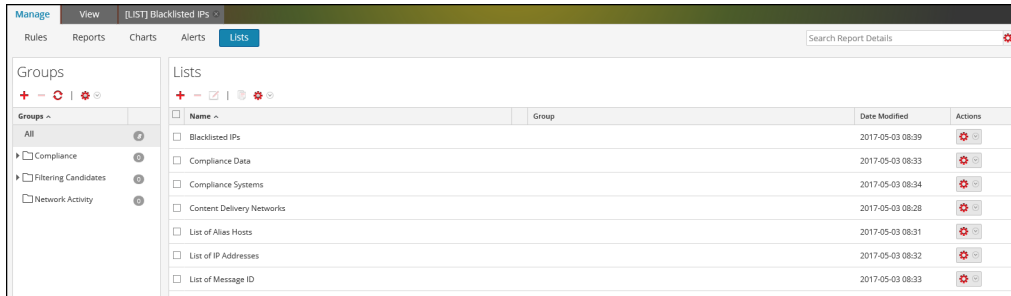 Manage View [LIST] Blacklisted IPs
Rules Reports Charts Alerts Lists Search Report Details
Groups
Groups
All
Compliance 0
Filtering Candidates 0
Network Activity 0
Lists
Name Group Date Modified Actions
Blacklisted IPs 2017-05-03 08:39
Compliance Data 2017-05-03 08:33
Compliance Systems 2017-05-03 08:34
Content Delivery Networks 2017-05-03 08:28
List of Alias Hosts 2017-05-03 08:31
List of IP Addresses 2017-05-03 08:32
List of Message ID 2017-05-03 08:33